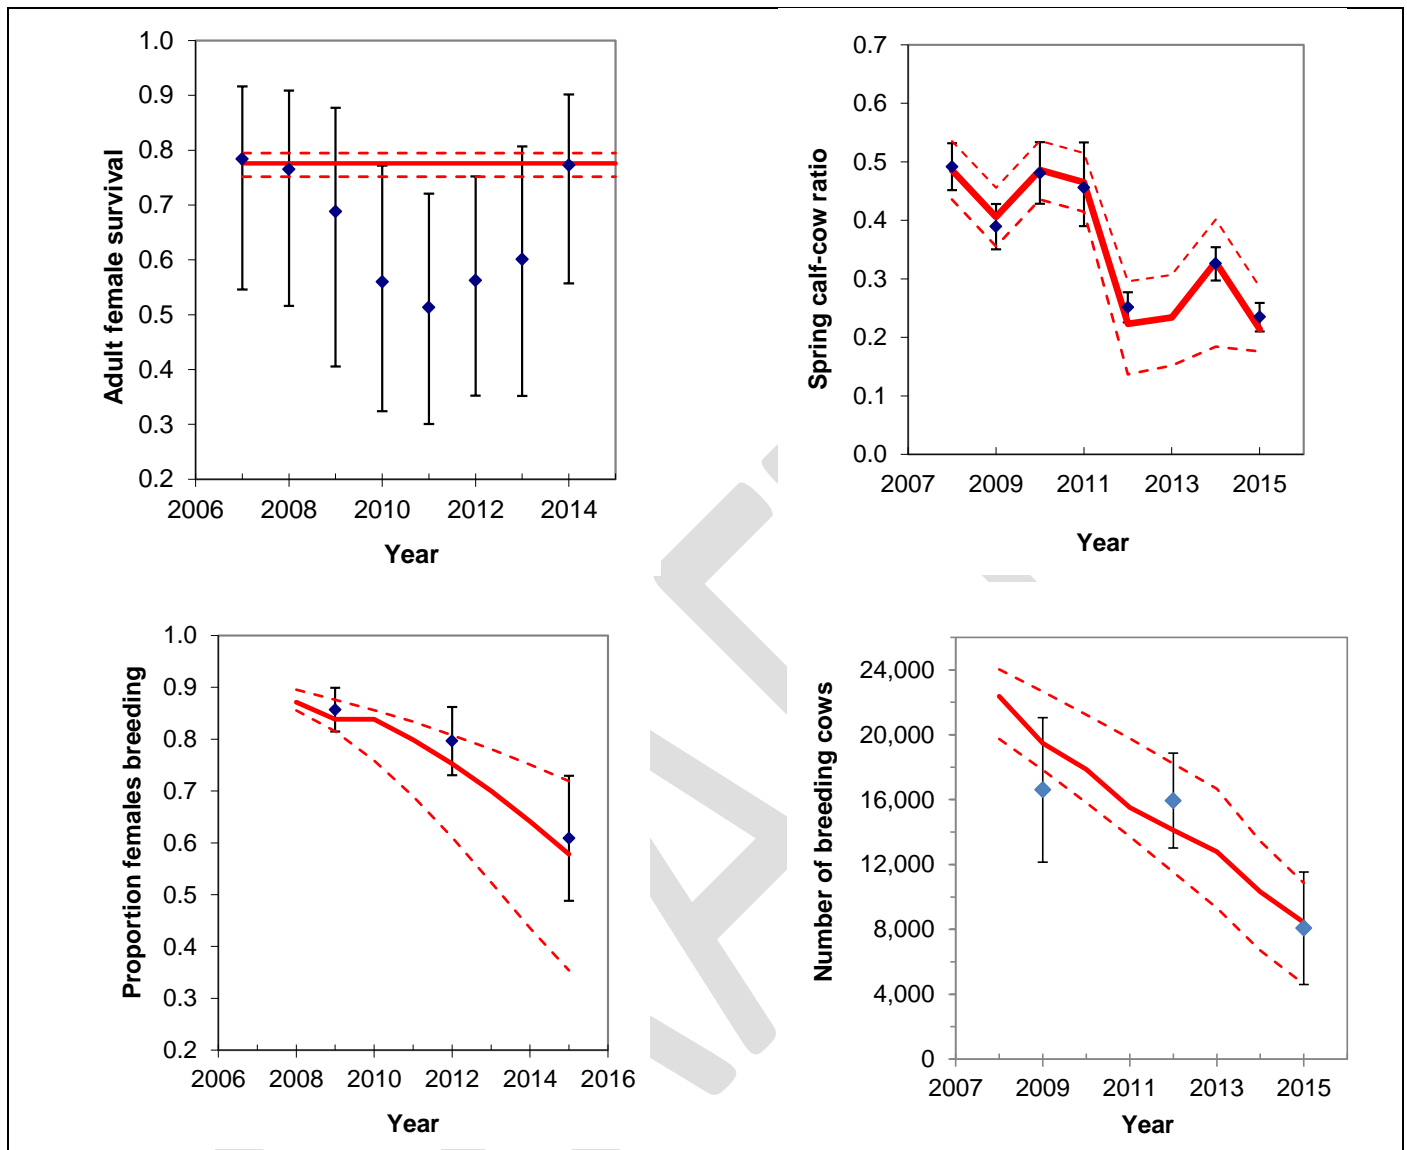 1.0
0.9
0.8
0.7
0.6
0.5
0.4
0.3
0.2
2006 2008 2010 2012 2014
Adult female survival
Year
0.7
0.6
0.5
0.4
0.3
0.2
0.1
0.0
2007 2009 2011 2013 2015
Spring calf-cow ratio
Year
1.0
0.9
0.8
0.7
0.6
0.5
0.4
0.3
0.2
2006 2008 2010 2012 2014 2016
Proportion females breeding
Year
24,000
20,000
16,000
12,000
8,000
4,000
0
2007 2009 2011 2013 2015
Number of breeding cows
Year